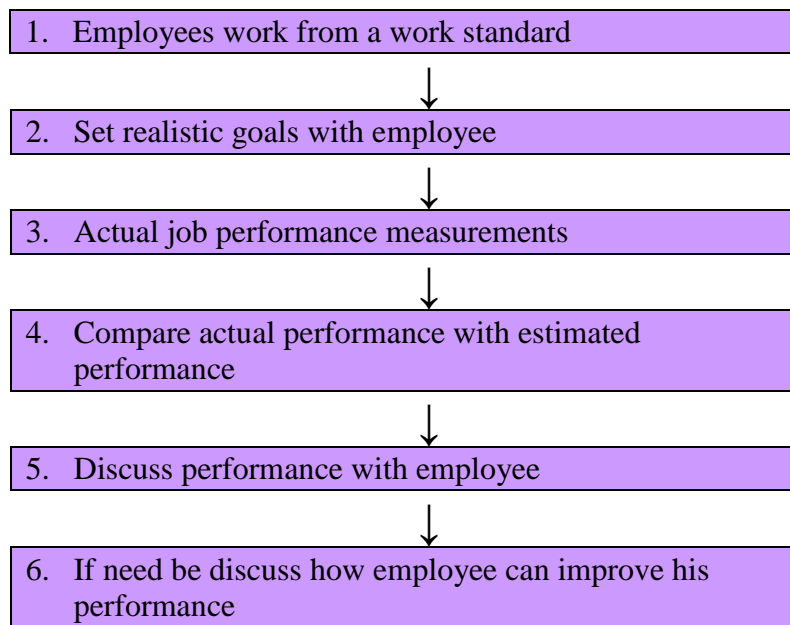 1. Employees work from a work standard
2. Set realistic goals with employee
3. Actual job performance measurements
4. Compare actual performance with estimated
performance
5. Discuss performance with employee
6. If need be discuss how employee can improve his
performance